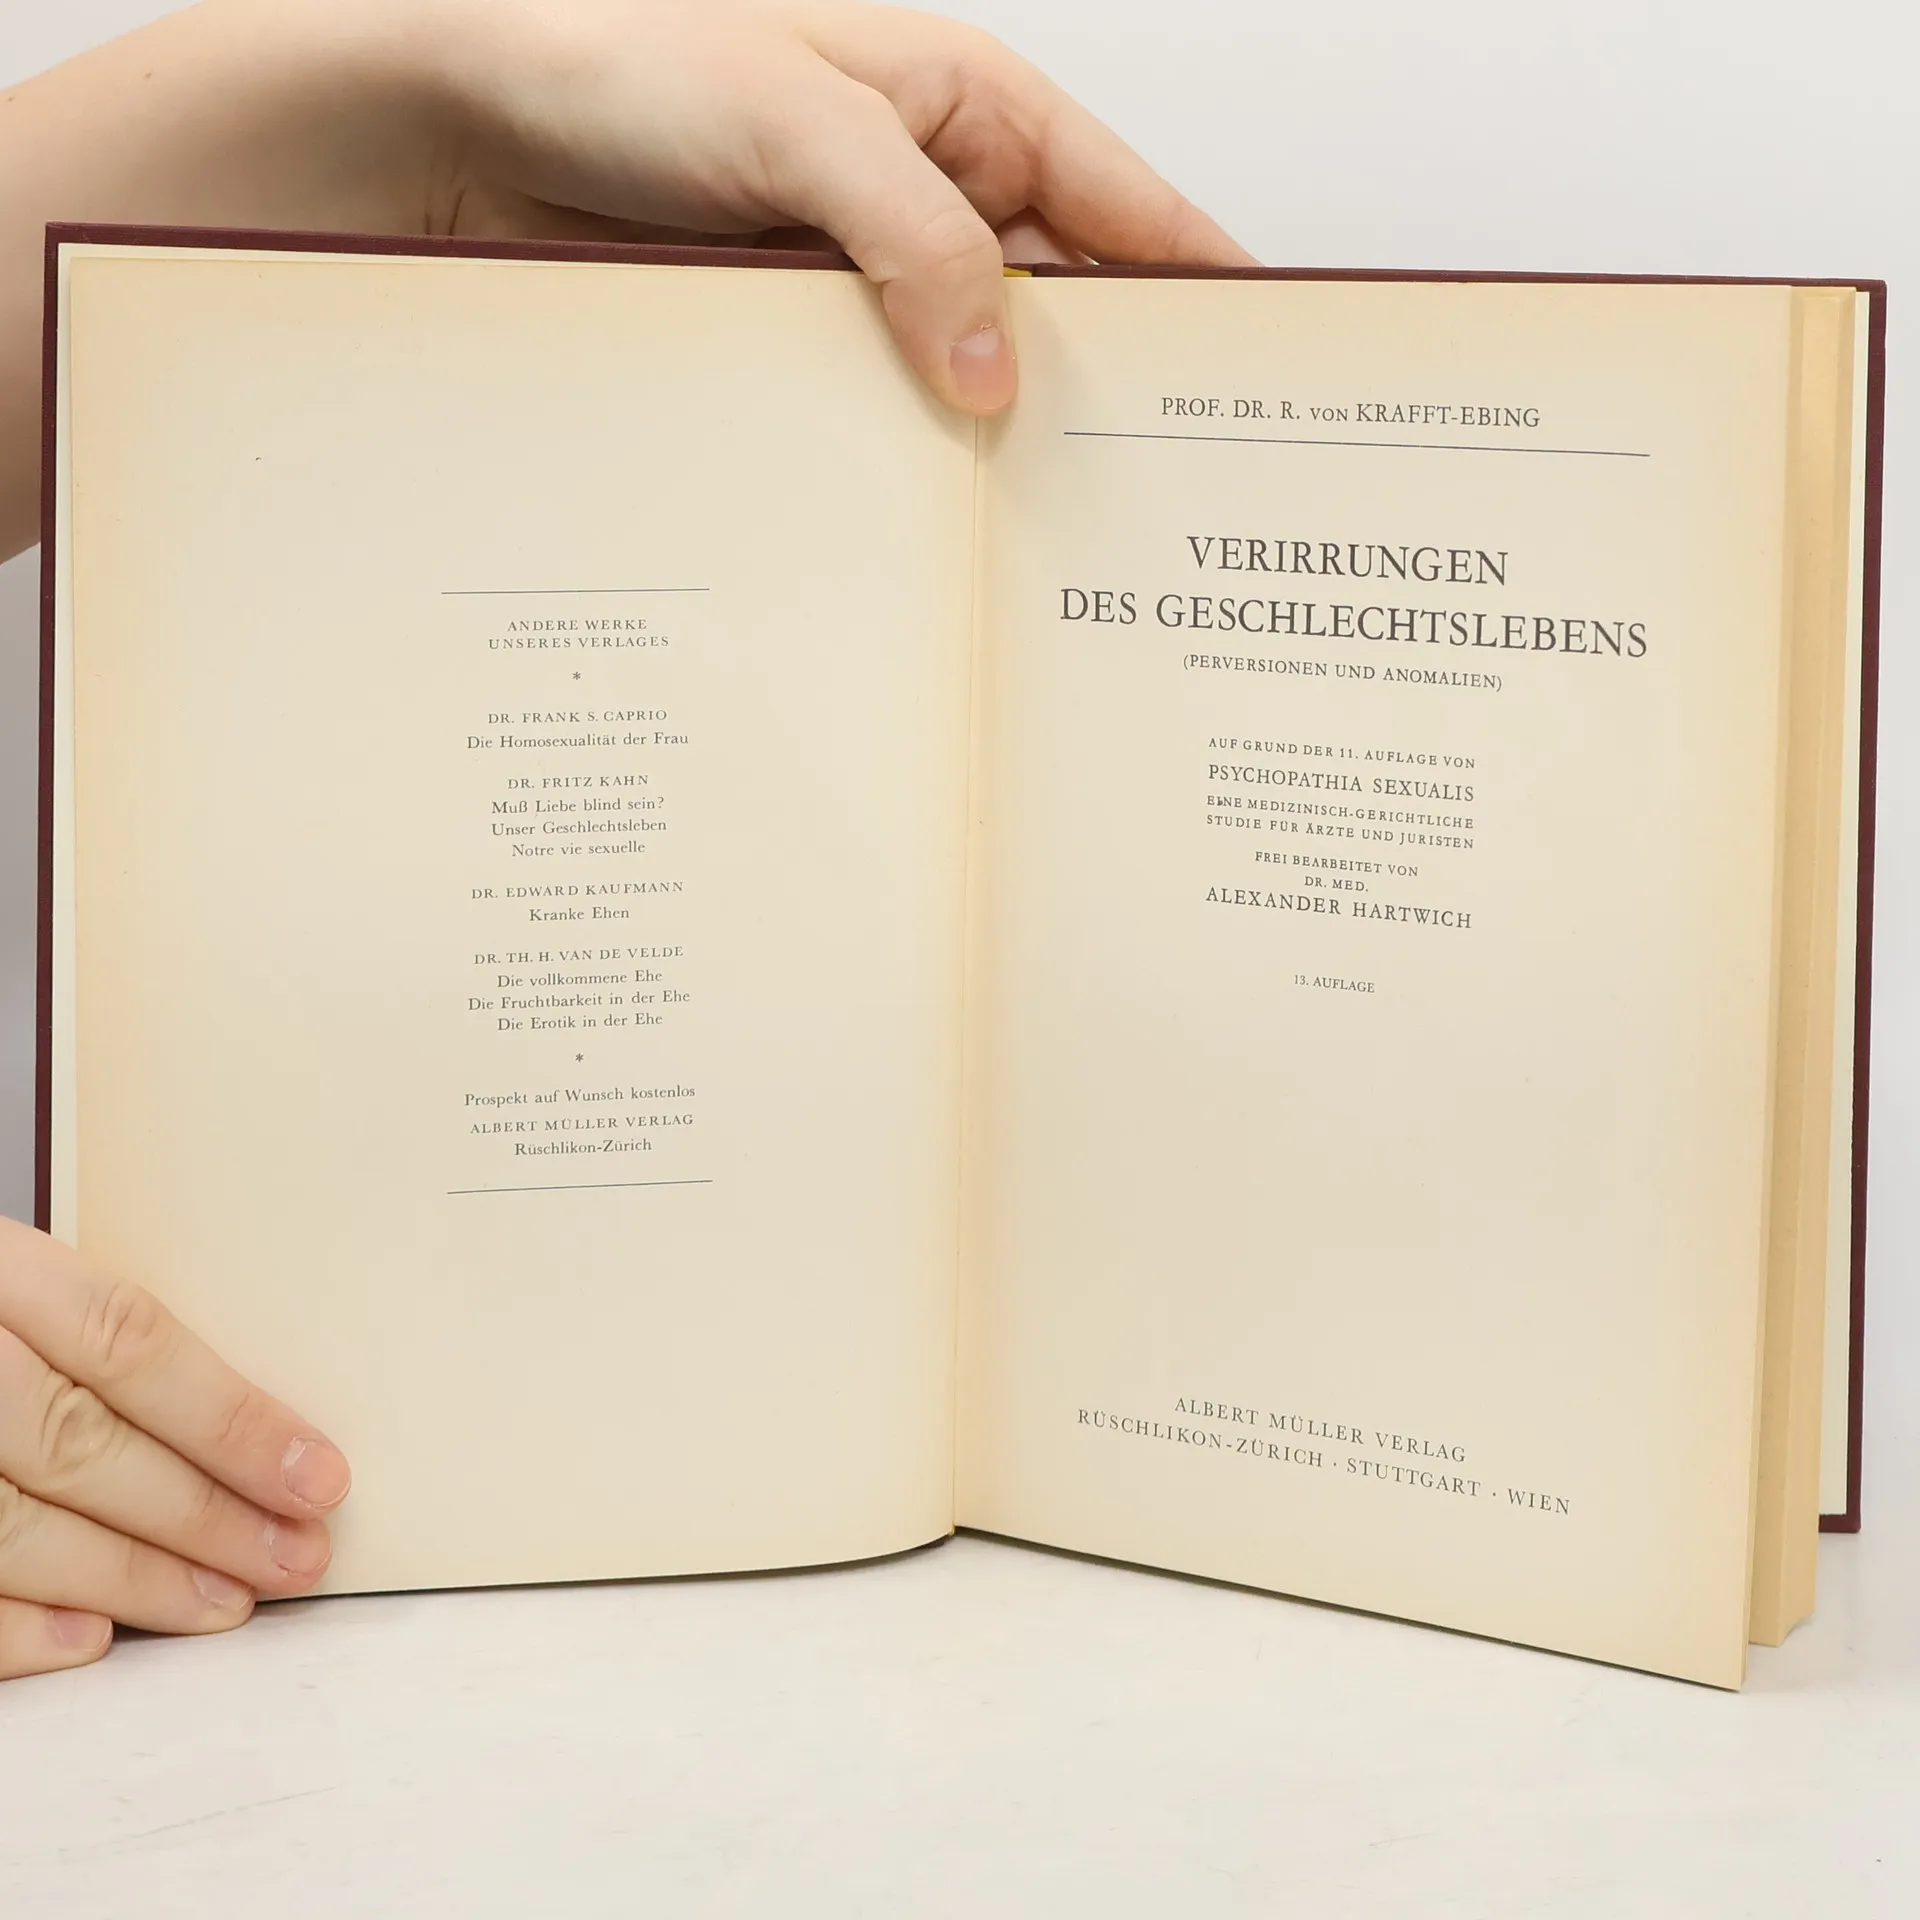 ANDERE WERKE
UNSERES VERLAGES
*
DR. FRANK S. CAPRIO
Die Homosexualität der Frau
DR. FRITZ KAHN
Muß Liebe blind sein?
Unser Geschlechtsleben
Notre vie sexuelle
DR. EDWARD KAUFMANN
Kranke Ehen
DR. TH. H. VAN DE VELDE
Die vollkommene Ehe
Die Fruchtbarkeit in der Ehe
Die Erotik in der Ehe
*
Prospekt auf Wunsch kostenlos
ALBERT MÜLLER VERLAG
Rüschlikon-Zürich
PROF. DR. R. VON KRAFFT-EBING
VERIRRUNGEN
DES GESCHLECHTSLEBENS
(PERVERSIONEN UND ANOMALIEN)
AUF GRUND DER 11. AUFLAGE VON
PSYCHOPATHIA SEXUALIS
EINE MEDIZINISCH-GERICHTLICHE
STUDIE FÜR ÄRZTE UND JURISTEN
FREI BEARBEITET VON
DR. MED.
ALEXANDER HARTWICH
13. AUFLAGE
ALBERT MÜLLER VERLAG
RÜSCHLIKON-ZÜRICH · STUTTGART · WIEN